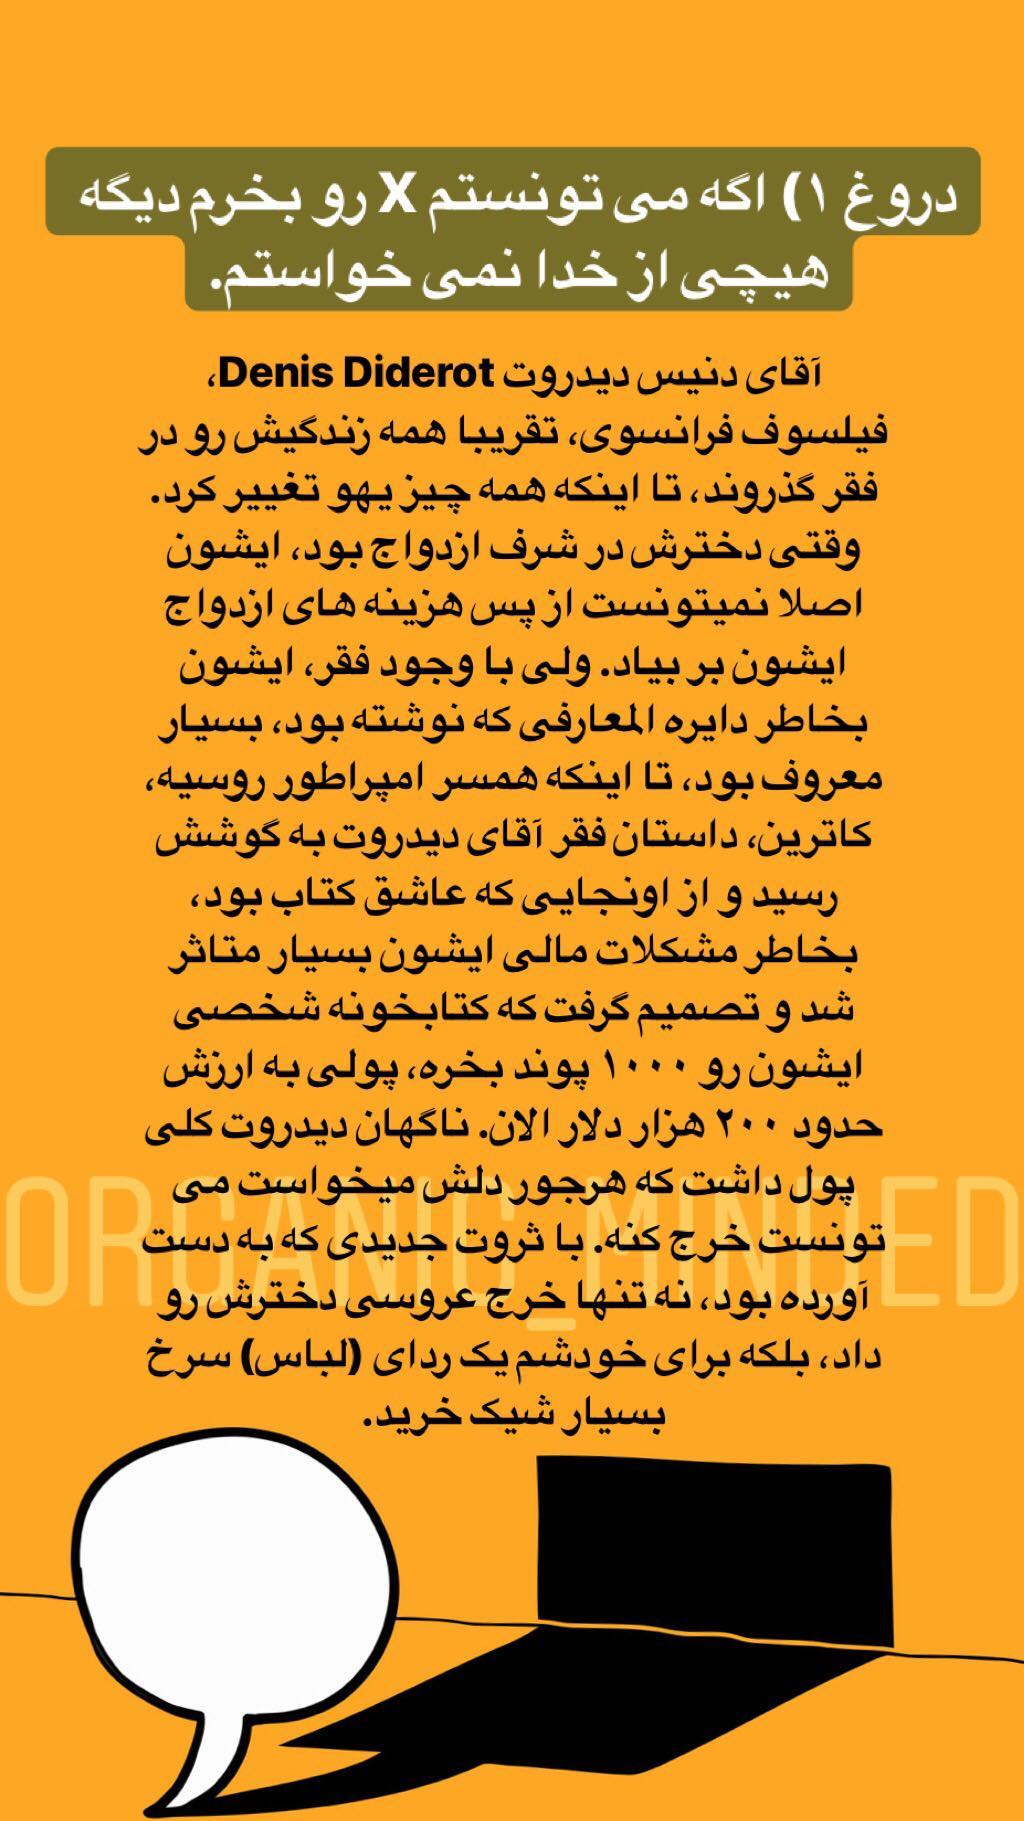 دروغ ۱) اگه می تونستم X رو بخرم دیگه
هیچی از خدا نمی خواستم.
آقای دنیس دیدروت Denis Diderot،
فیلسوف فرانسوی، تقریبا همه زندگیش رو در
فقر گذروند، تا اینکه همه چیز یهو تغییر کرد.
وقتی دخترش در شرف ازدواج بود، ایشون
اصلا نمیتونست از پس هزینه های ازدواج
ایشون بر بیاد. ولی با وجود فقر، ایشون
بخاطر دایره المعارفی که نوشته بود، بسیار
معروف بود، تا اینکه همسر امپراطور روسیه،
کاترین، داستان فقر آقای دیدروت به گوشش
رسید و از اونجایی که عاشق کتاب بود،
بخاطر مشکلات مالی ایشون بسیار متاثر
شد و تصمیم گرفت که کتابخونه شخصی
ایشون رو ۱۰۰۰ پوند بخره، پولی به ارزش
حدود ۲۰۰ هزار دلار الان. ناگهان دیدروت کلی
پول داشت که هرجور دلش میخواست می
تونست خرج کنه. با ثروت جدیدی که به دست
آورده بود، نه تنها خرج عروسی دخترش رو
داد، بلکه برای خودشم یک ردای (لباس) سرخ
بسیار شیک خرید.
ORGANIC_MINDED